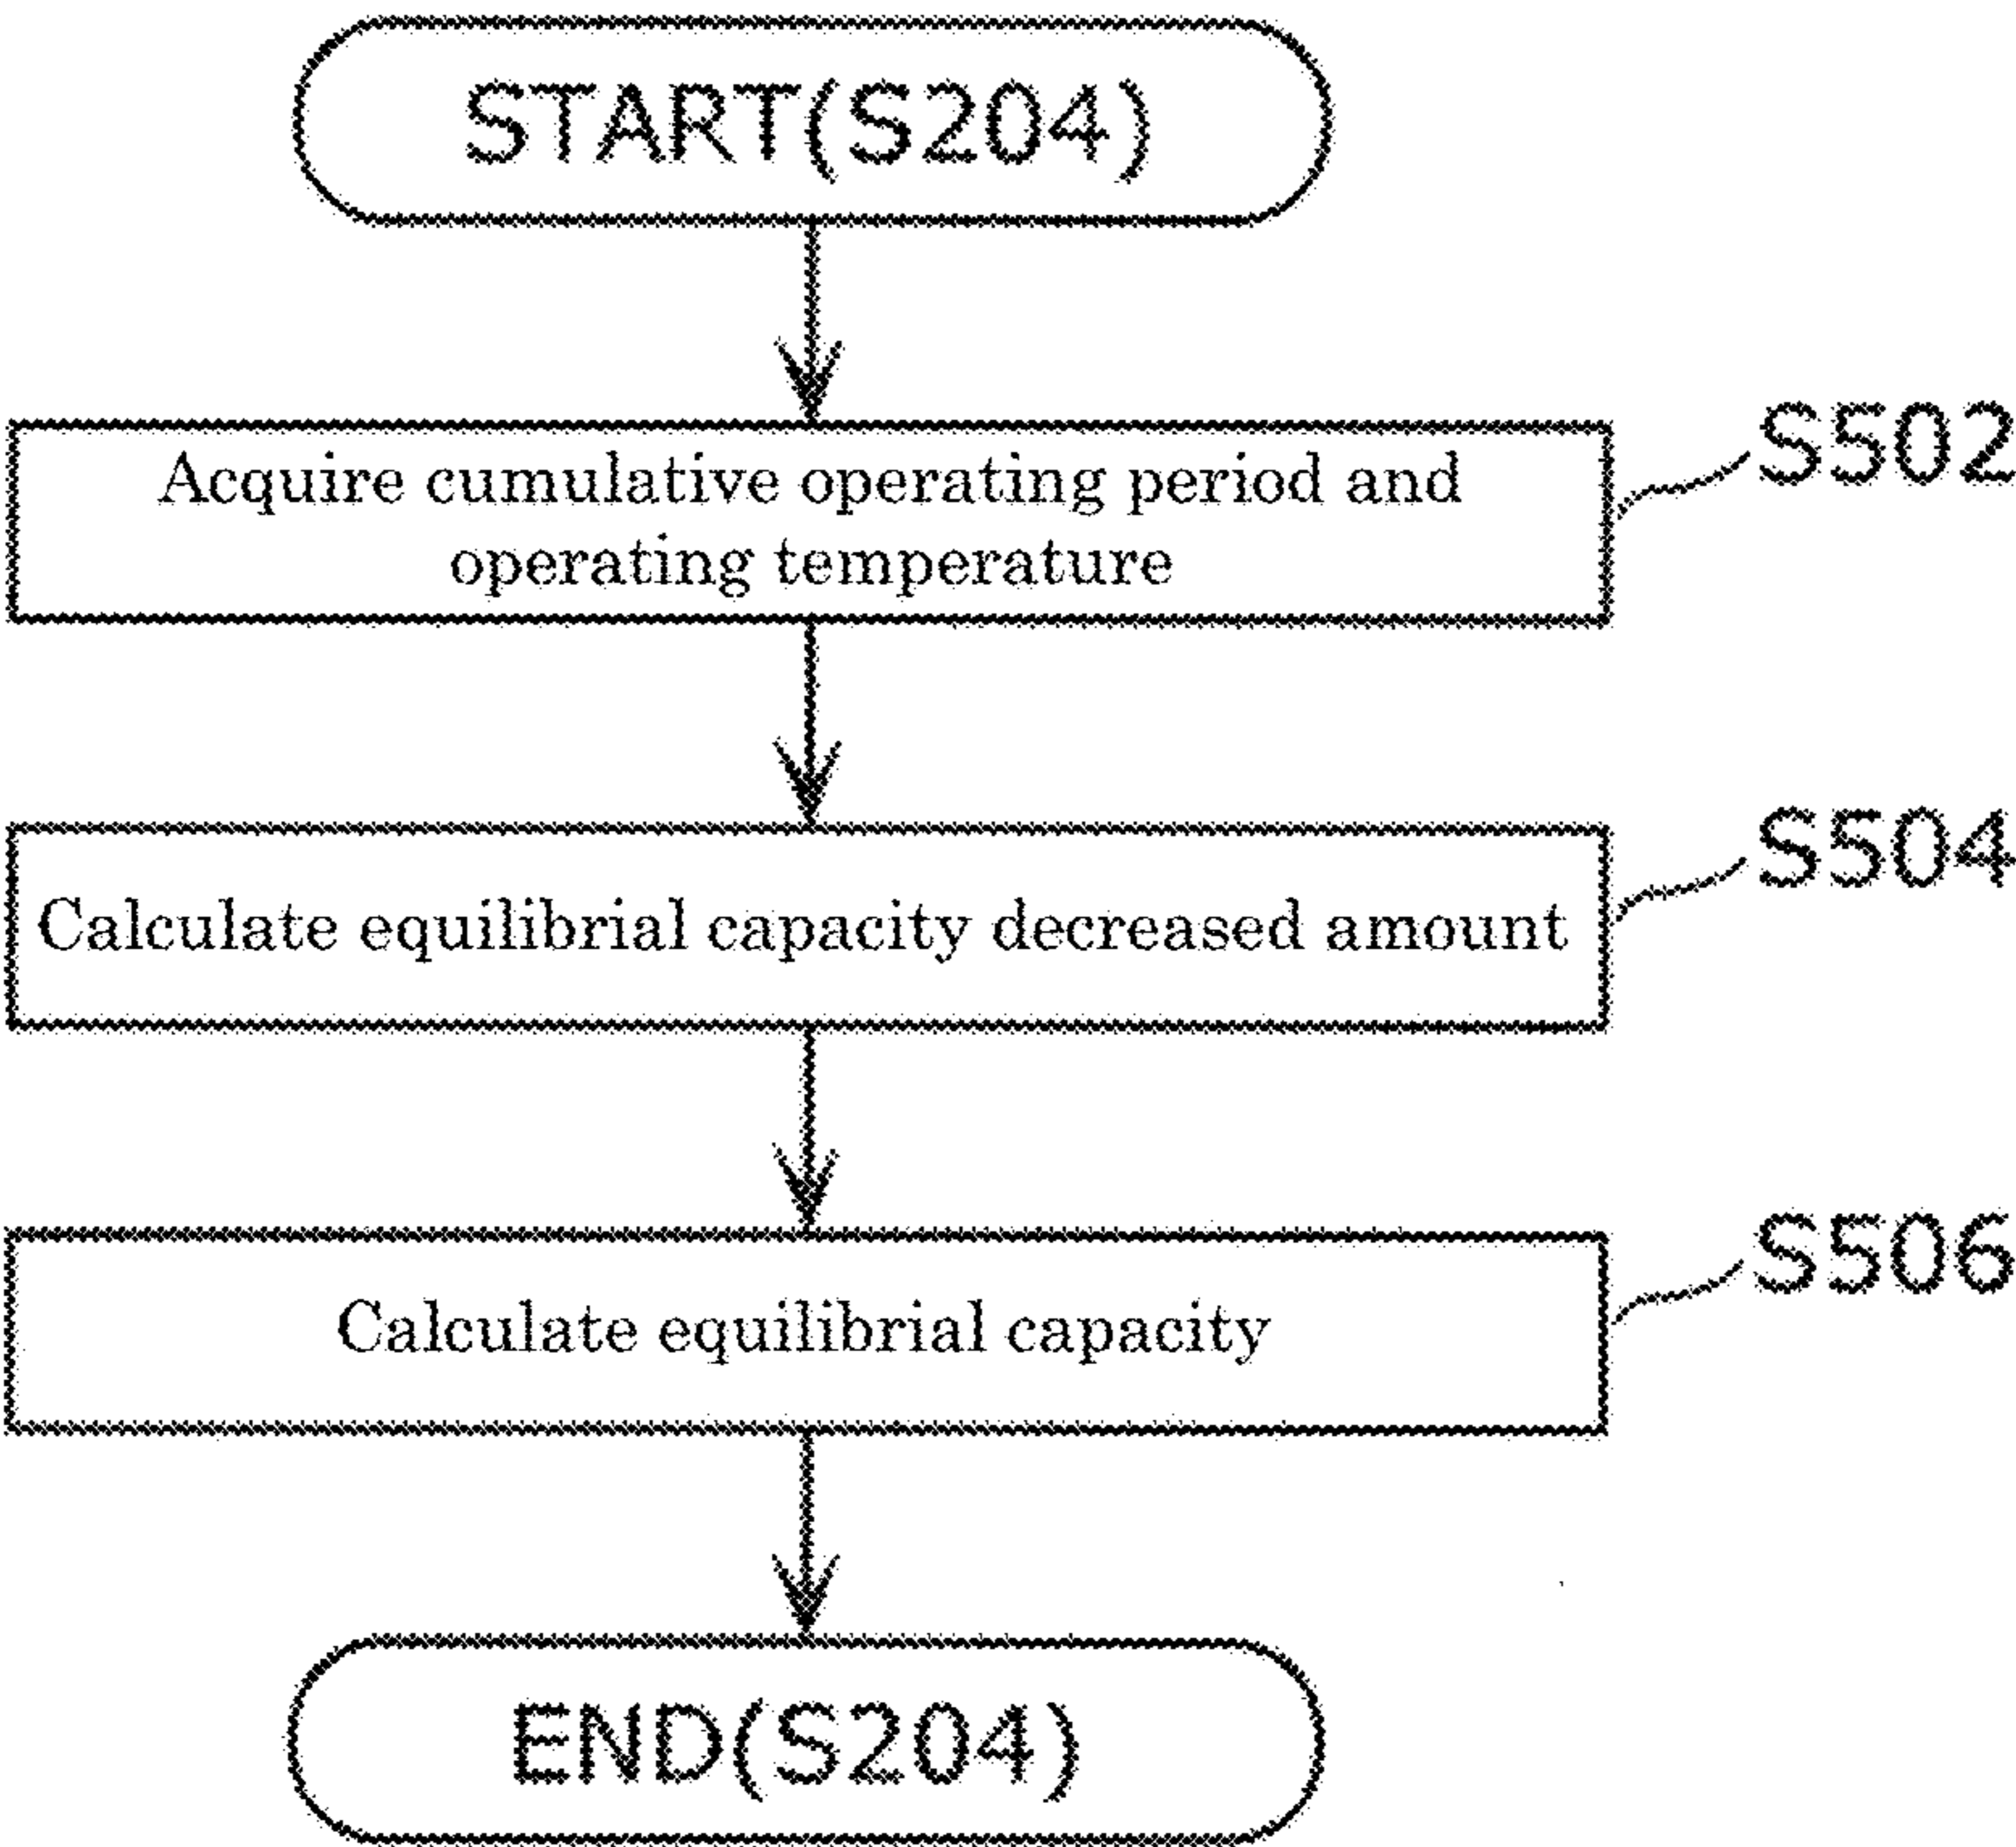 START(S204)
S502
Acquire cumulative operating period and
operating temperature
S504
Calculate equilibrial capacity decreased amount
S506
Calculate equilibrial capacity
END(S204)